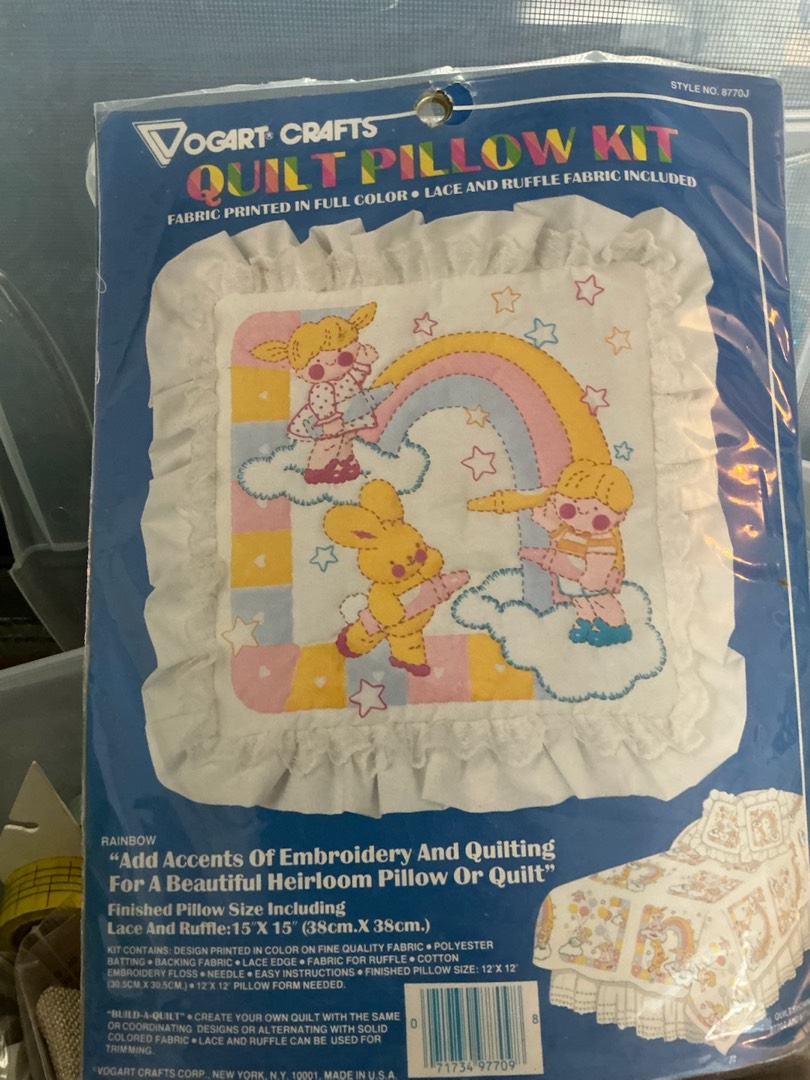 STYLE NO. 8770J
VOGART® CRAFTS
QUILT PILLOW KIT
FABRIC PRINTED IN FULL COLOR • LACE AND RUFFLE FABRIC INCLUDED
RAINBOW
"Add Accents Of Embroidery And Quilting
For A Beautiful Heirloom Pillow Or Quilt"
Finished Pillow Size Including
Lace And Ruffle: 15"X 15" (38cm.X 38cm.)
KIT CONTAINS: DESIGN PRINTED IN COLOR ON FINE QUALITY FABRIC • POLYESTER
BATTING • BACKING FABRIC • LACE EDGE • FABRIC FOR RUFFLE • COTTON
EMBROIDERY FLOSS • NEEDLE • EASY INSTRUCTIONS • FINISHED PILLOW SIZE: 12"X 12"
(30.5CM.X 30.5CM.) • 12"X 12" PILLOW FORM NEEDED.
"BUILD-A-QUILT" • CREATE YOUR OWN QUILT WITH THE SAME
OR COORDINATING DESIGNS OR ALTERNATING WITH SOLID
COLORED FABRIC • LACE AND RUFFLE CAN BE USED FOR
TRIMMING.
0 71734 97709 8
©VOGART CRAFTS CORP., NEW YORK, N.Y. 10001, MADE IN U.S.A.